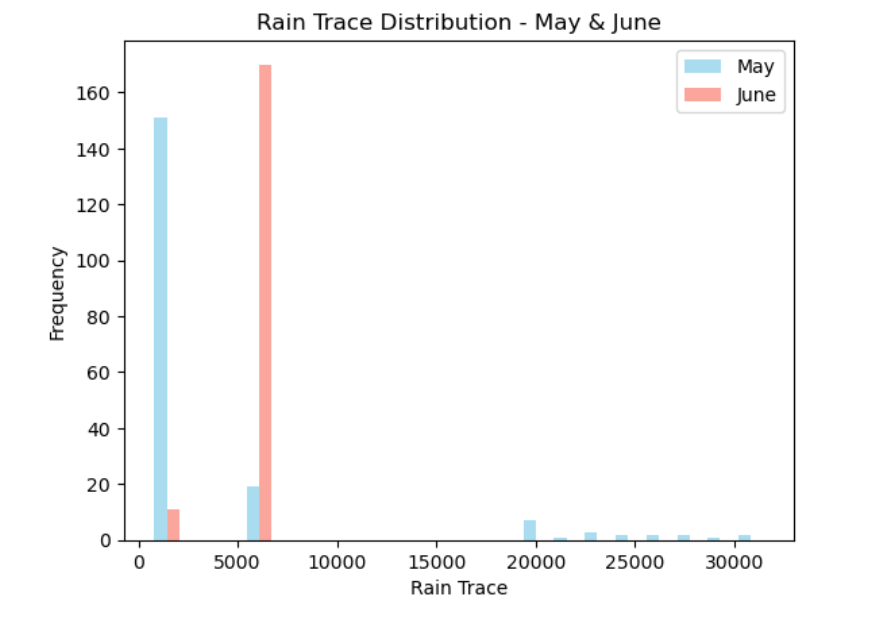 Rain Trace Distribution - May & June
May
June
160
140
120
100
80
60
40
20
0
Frequency
0 5000 10000 15000 20000 25000 30000
Rain Trace